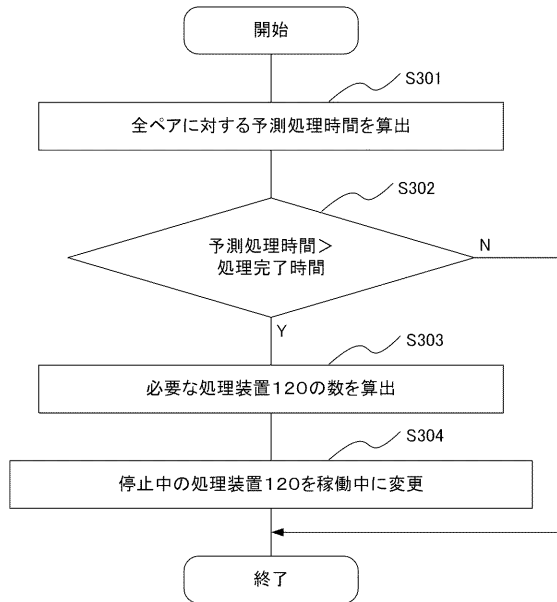 開始
S301
全ペアに対する予測処理時間を算出
S302
予測処理時間＞
処理完了時間
N
Y
S303
必要な処理装置120の数を算出
S304
停止中の処理装置120を稼働中に変更
終了